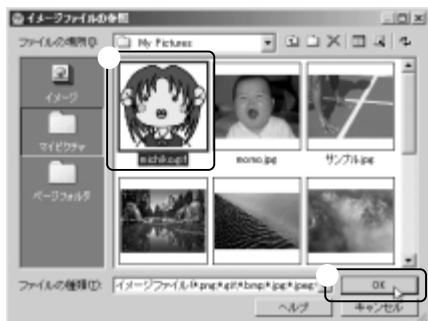 イメージファイルの参照
ファイルの場所(I):
My Pictures
イメージ
マイピクチャ
ページフォルダ
michiko.gif
momo.jpg
サンプル.jpg
ファイルの種類(T):
イメージファイル(*.png;*.gif;*.bmp;*.jpg;*.jpeg;
OK
ヘルプ
キャンセル